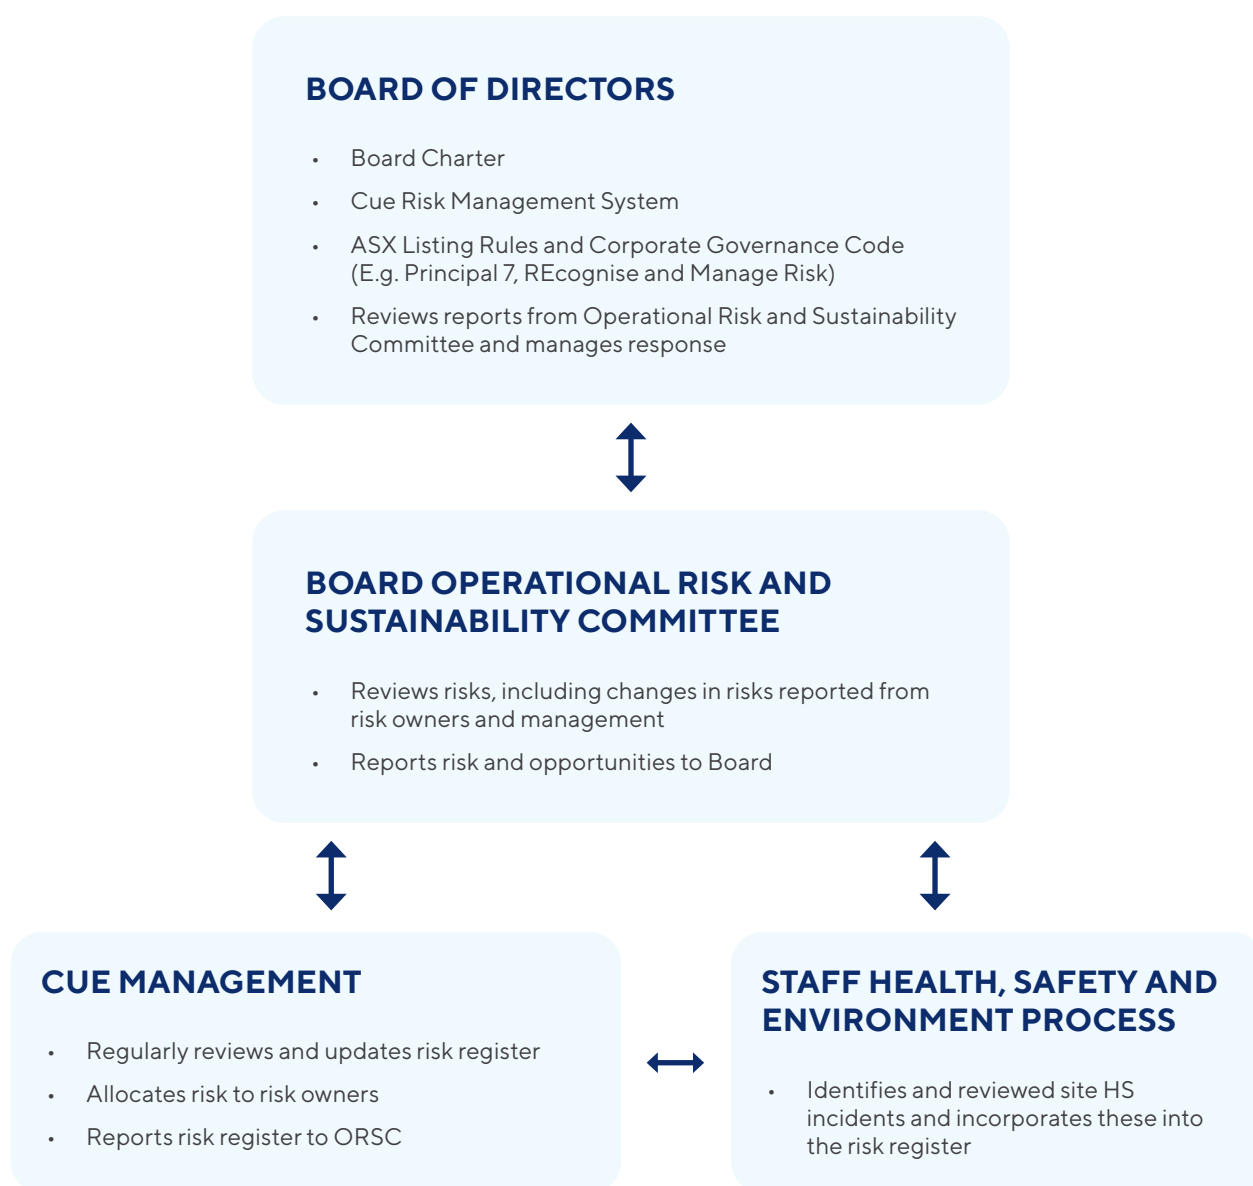 BOARD OF DIRECTORS
• Board Charter
• Cue Risk Management System
• ASX Listing Rules and Corporate Governance Code
(E.g. Principal 7, REcognise and Manage Risk)
• Reviews reports from Operational Risk and Sustainability
Committee and manages response
BOARD OPERATIONAL RISK AND
SUSTAINABILITY COMMITTEE
• Reviews risks, including changes in risks reported from
risk owners and management
• Reports risk and opportunities to Board
CUE MANAGEMENT
• Regularly reviews and updates risk register
• Allocates risk to risk owners
• Reports risk register to ORSC
STAFF HEALTH, SAFETY AND
ENVIRONMENT PROCESS
• Identifies and reviewed site HS
incidents and incorporates these into
the risk register